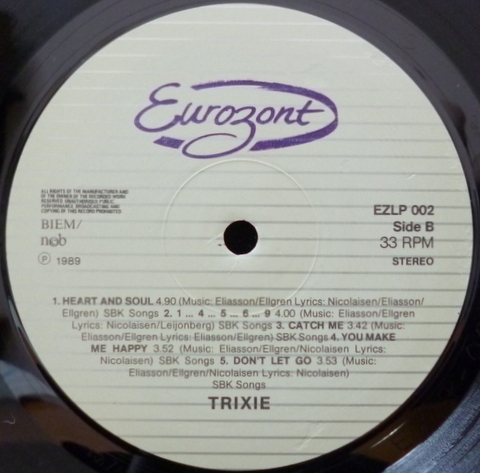 Eurozont
ALL RIGHTS OF THE MANUFACTURER AND
OF THE OWNER OF THE RECORDED WORK
RESERVED UNAUTHORISED PUBLIC
PERFORMANCE, BROADCASTING AND
COPYING OF THIS RECORD PROHIBITED
BIEM/
n©b
Ⓟ 1989
EZLP 002
Side B
33 RPM
STEREO
1. HEART AND SOUL 4.90 (Music: Eliasson/Ellgren Lyrics: Nicolaisen/Eliasson/
Ellgren) SBK Songs 2. 1 ... 4 ... 5 ... 6 ... 9 4.00 (Music: Eliasson/Ellgren
Lyrics: Nicolaisen/Leijonberg) SBK Songs 3. CATCH ME 3.42 (Music:
Eliasson/Ellgren Lyrics: Nicolaisen/Ellgren) SBK Songs 4. YOU MAKE
ME HAPPY 3.52 (Music: Eliasson/Ellgren/Nicolaisen Lyrics:
Nicolaisen) SBK Songs 5. DON'T LET GO 3.53 (Music:
Eliasson/Ellgren/Nicolaisen Lyrics: Nicolaisen)
SBK Songs
TRIXIE